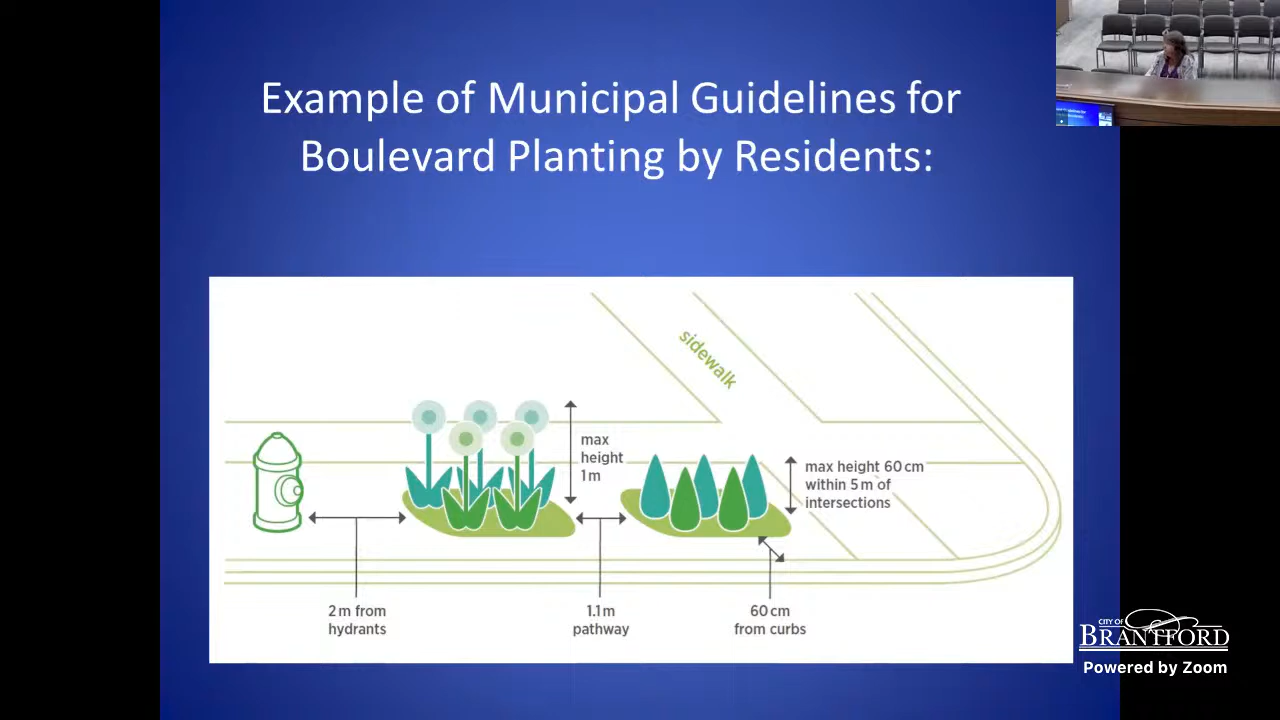 Example of Municipal Guidelines for
Boulevard Planting by Residents:
sidewalk
max
height
1 m
max height 60 cm
within 5 m of
intersections
2 m from
hydrants
1.1 m
pathway
60 cm
from curbs
CITY OF
BRANTFORD
Powered by Zoom